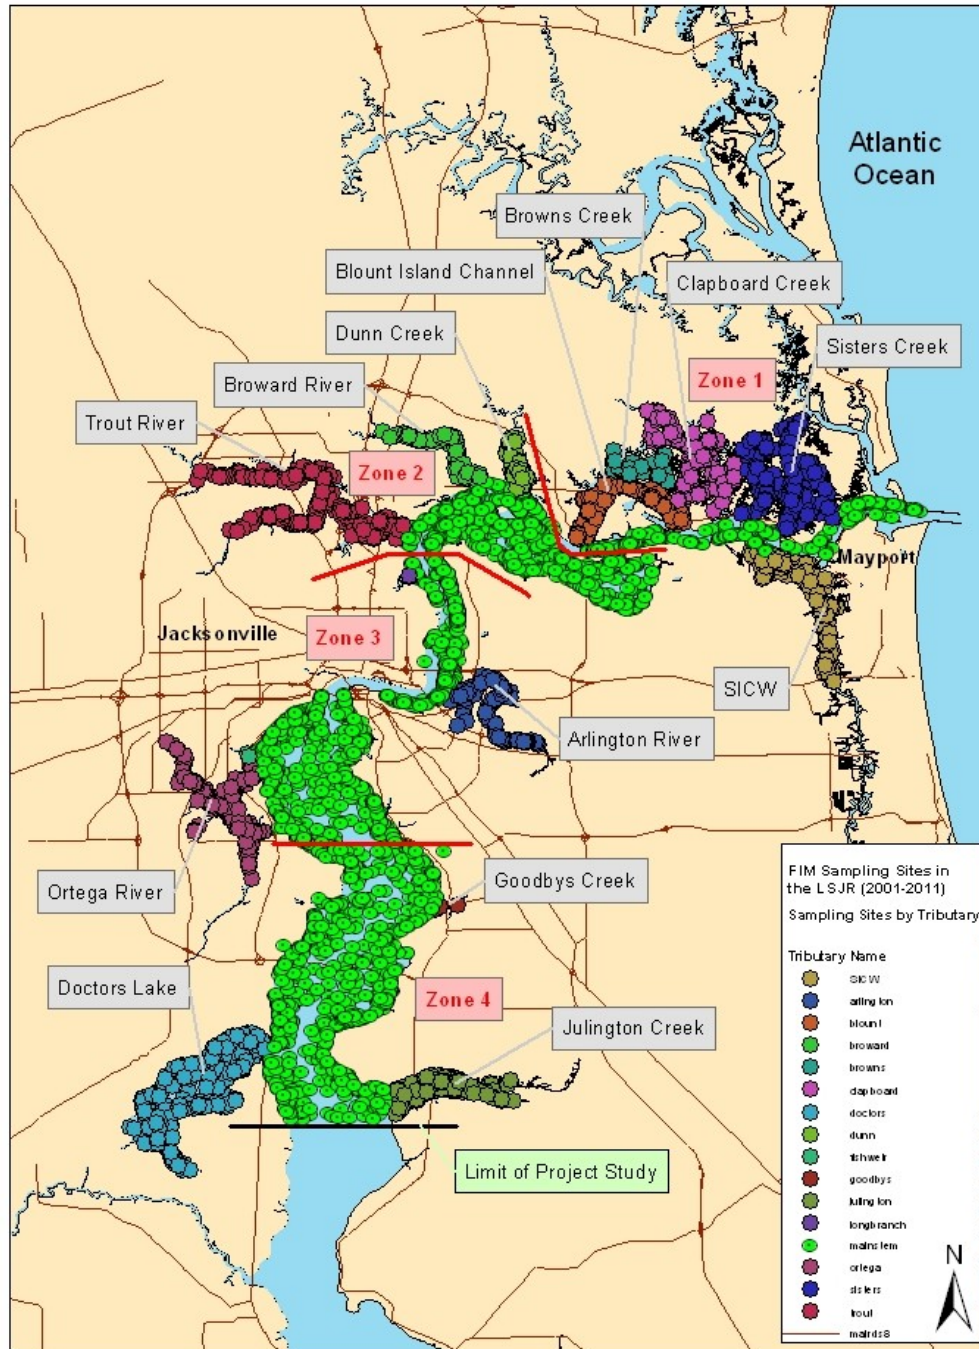 Atlantic
Ocean
Browns Creek
Blount Island Channel
Clapboard Creek
Dunn Creek
Sisters Creek
Broward River
Zone 1
Trout River
Zone 2
Mayport
Jacksonville
Zone 3
SICW
Arlington River
Ortega River
Goodbys Creek
Doctors Lake
Zone 4
Julington Creek
Limit of Project Study
FIM Sampling Sites in
the LSJR (2001-2011)
Sampling Sites by Tributary
Tributary Name
SICW
arlington
blount
broward
browns
clapboard
doctors
dunn
fishweir
goodbys
julington
longbranch
mainstem
ortega
sisters
trout
mairds8
N